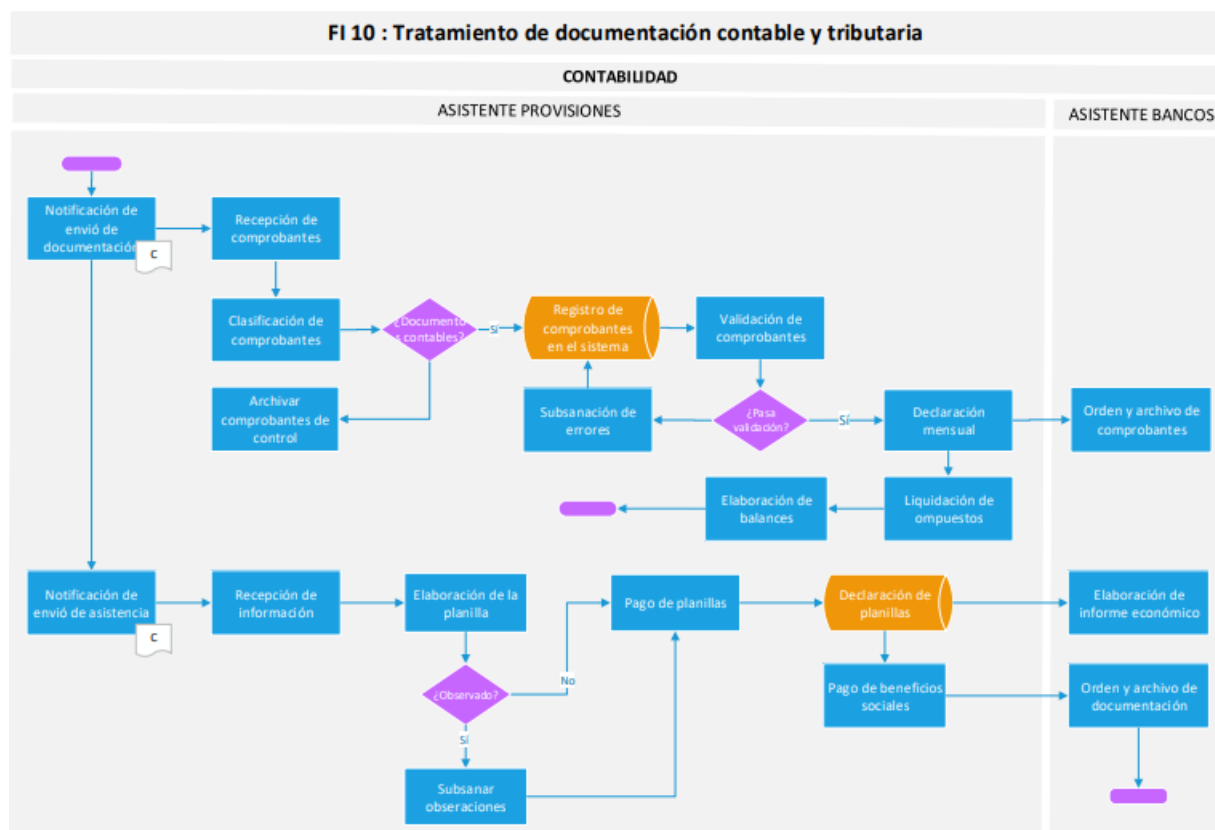 FI 10 : Tratamiento de documentación contable y tributaria
CONTABILIDAD
ASISTENTE PROVISIONES
ASISTENTE BANCOS
Notificación de
envió de
documentación
C
Recepción de
comprobantes
Clasificación de
comprobantes
¿Documento
s contables?
Sí
Registro de
comprobantes
en el sistema
Validación de
comprobantes
Archivar
comprobantes de
control
Subsanación de
errores
¿Pasa
validación?
Sí
Declaración
mensual
Orden y archivo de
comprobantes
Elaboración de
balances
Liquidación de
ompuestos
Notificación de
envió de asistencia
C
Recepción de
información
Elaboración de la
planilla
Pago de planillas
Declaración de
planillas
Elaboración de
informe económico
¿Observado?
No
Sí
Pago de beneficios
sociales
Orden y archivo de
documentación
Subsanar
obseraciones